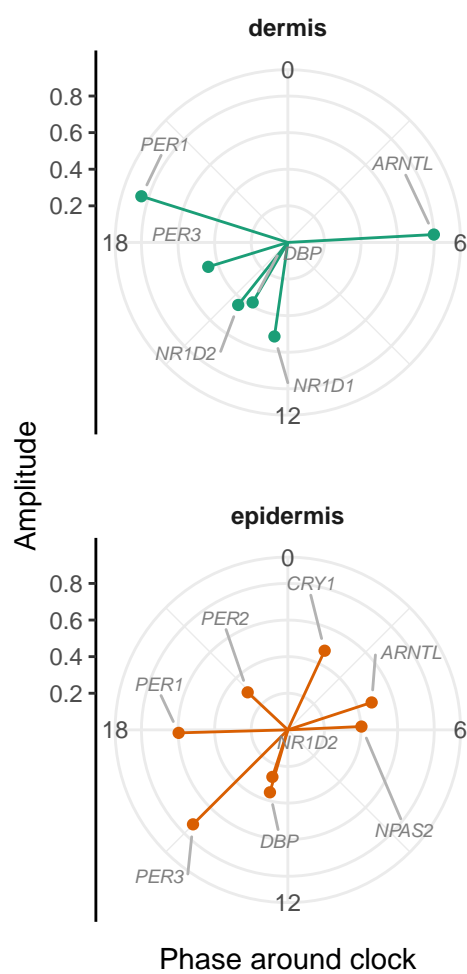 dermis
0
0.8
0.6
PER1
ARNTL
0.4
0.2
PER3
18
DBP
6
NR1D2
NR1D1
12
Amplitude
epidermis
0
0.8
CRY1
0.6
PER2
0.4
ARNTL
PER1
0.2
18
NR1D2
6
NPAS2
DBP
PER3
12
Phase around clock